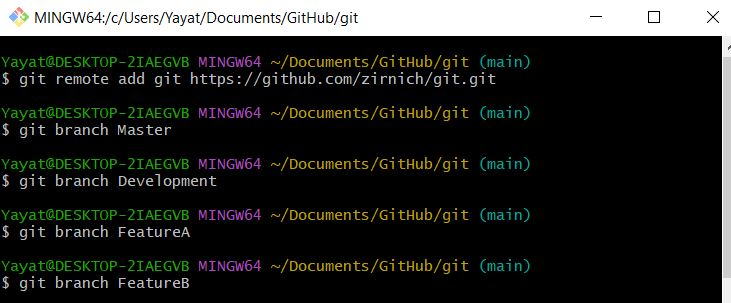 MINGW64:/c/Users/Yayat/Documents/GitHub/git
Yayat@DESKTOP-2IAEGVB MINGW64 ~/Documents/GitHub/git (main)
$ git remote add git https://github.com/zirnich/git.git
Yayat@DESKTOP-2IAEGVB MINGW64 ~/Documents/GitHub/git (main)
$ git branch Master
Yayat@DESKTOP-2IAEGVB MINGW64 ~/Documents/GitHub/git (main)
$ git branch Development
Yayat@DESKTOP-2IAEGVB MINGW64 ~/Documents/GitHub/git (main)
$ git branch FeatureA
Yayat@DESKTOP-2IAEGVB MINGW64 ~/Documents/GitHub/git (main)
$ git branch FeatureB